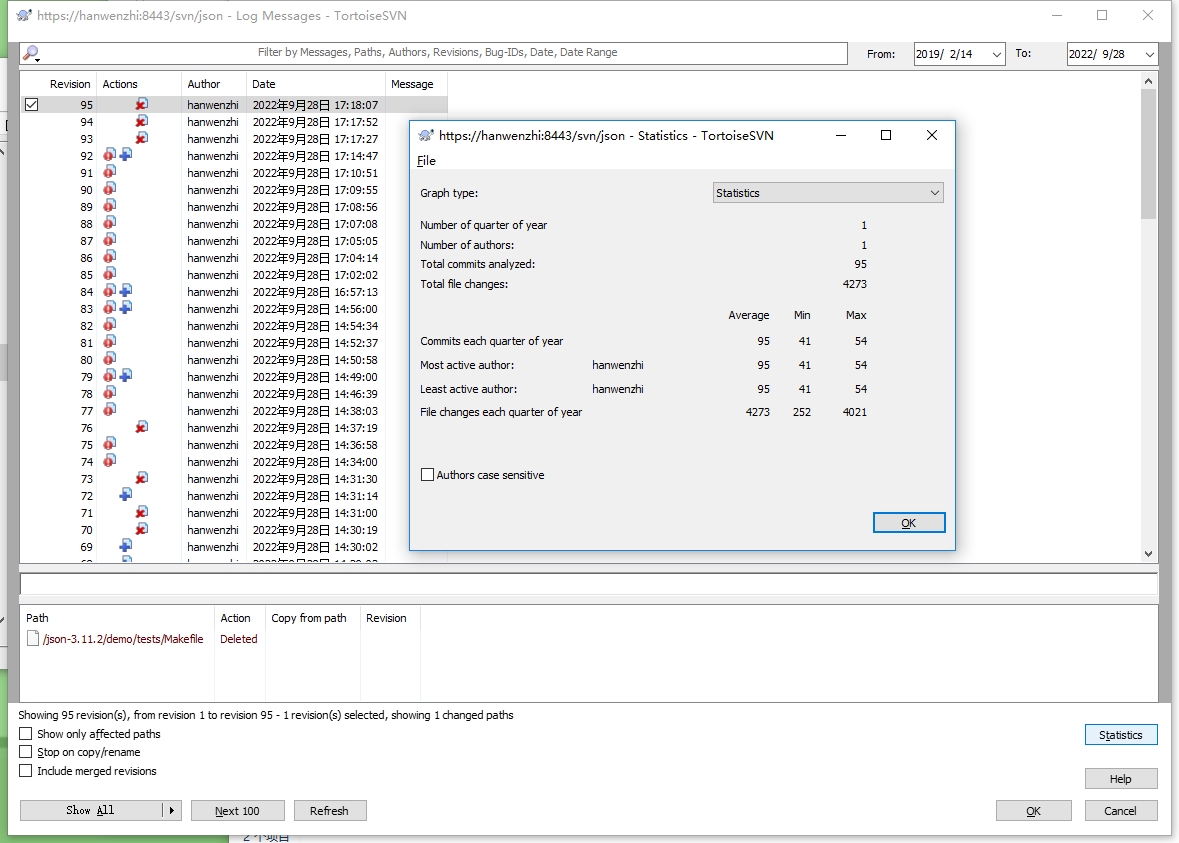 https://hanwenzhi:8443/svn/json - Log Messages - TortoiseSVN
Filter by Messages, Paths, Authors, Revisions, Bug-IDs, Date, Date Range
From: 2019/ 2/14 To: 2022/ 9/28
Revision Actions Author Date Message
95 hanwenzhi 2022年9月28日 17:18:07
94 hanwenzhi 2022年9月28日 17:17:52
93 hanwenzhi 2022年9月28日 17:17:27
92 hanwenzhi 2022年9月28日 17:14:47
91 hanwenzhi 2022年9月28日 17:10:51
90 hanwenzhi 2022年9月28日 17:09:55
89 hanwenzhi 2022年9月28日 17:08:56
88 hanwenzhi 2022年9月28日 17:07:08
87 hanwenzhi 2022年9月28日 17:05:05
86 hanwenzhi 2022年9月28日 17:04:14
85 hanwenzhi 2022年9月28日 17:02:02
84 hanwenzhi 2022年9月28日 16:57:13
83 hanwenzhi 2022年9月28日 14:56:00
82 hanwenzhi 2022年9月28日 14:54:34
81 hanwenzhi 2022年9月28日 14:52:37
80 hanwenzhi 2022年9月28日 14:50:58
79 hanwenzhi 2022年9月28日 14:49:00
78 hanwenzhi 2022年9月28日 14:46:39
77 hanwenzhi 2022年9月28日 14:38:03
76 hanwenzhi 2022年9月28日 14:37:19
75 hanwenzhi 2022年9月28日 14:36:58
74 hanwenzhi 2022年9月28日 14:34:00
73 hanwenzhi 2022年9月28日 14:31:30
72 hanwenzhi 2022年9月28日 14:31:14
71 hanwenzhi 2022年9月28日 14:31:00
70 hanwenzhi 2022年9月28日 14:30:19
69 hanwenzhi 2022年9月28日 14:30:02
https://hanwenzhi:8443/svn/json - Statistics - TortoiseSVN
File
Graph type: Statistics
Number of quarter of year 1
Number of authors: 1
Total commits analyzed: 95
Total file changes: 4273
Average Min Max
Commits each quarter of year 95 41 54
Most active author: hanwenzhi 95 41 54
Least active author: hanwenzhi 95 41 54
File changes each quarter of year 4273 252 4021
Authors case sensitive
OK
Path Action Copy from path Revision
/json-3.11.2/demo/tests/Makefile Deleted
Showing 95 revision(s), from revision 1 to revision 95 - 1 revision(s) selected, showing 1 changed paths
Show only affected paths
Statistics
Stop on copy/rename
Include merged revisions
Help
Show All Next 100 Refresh OK Cancel
2 个项目